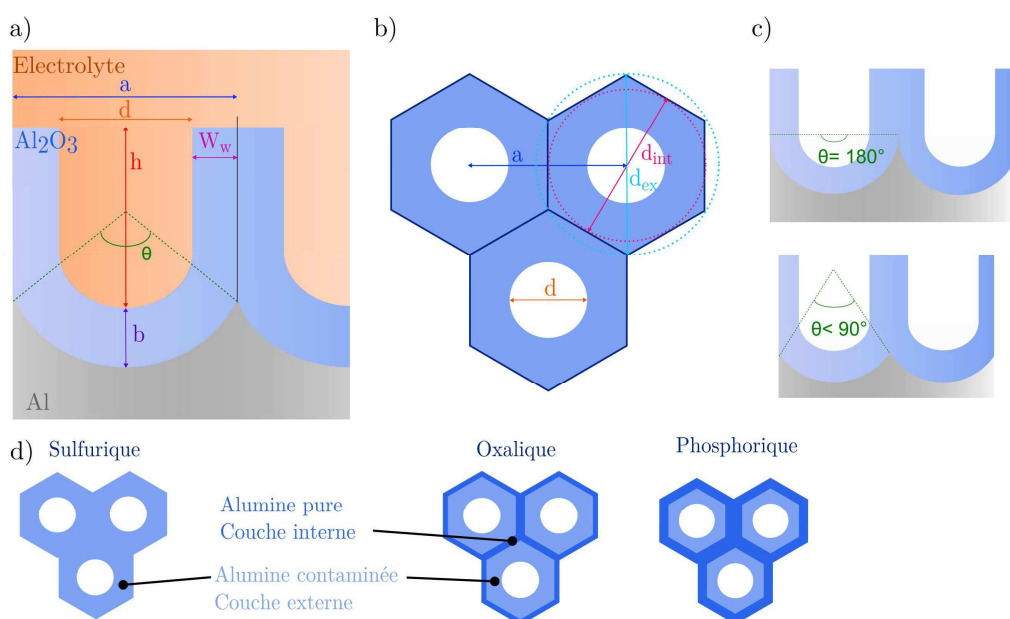 a)
Electrolyte
a
d
Al2O3
Ww
h
θ
b
Al
b)
a
dint
dex
d
c)
θ= 180°
θ< 90°
d)
Sulfurique
Oxalique
Phosphorique
Alumine pure
Couche interne
Alumine contaminée
Couche externe